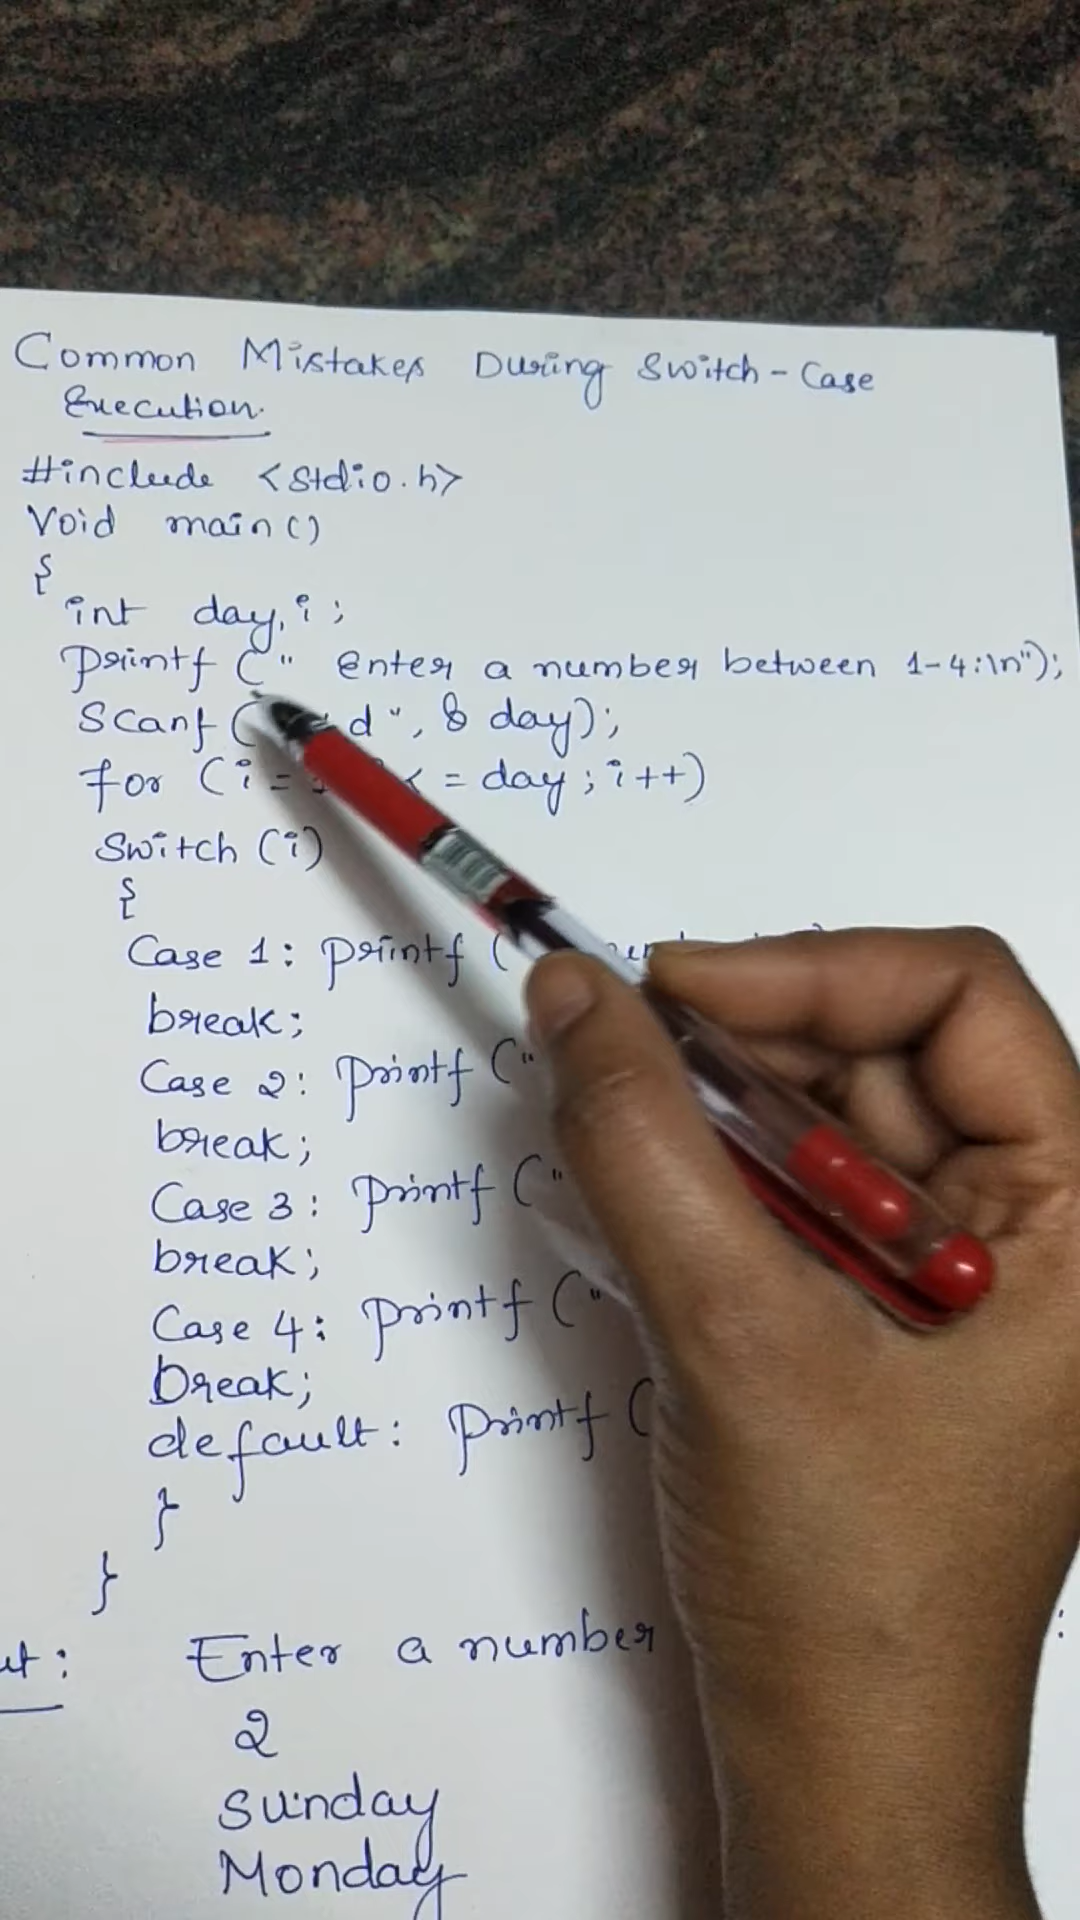 Common Mistakes During Switch-Case
Execution.
#include <stdio.h>
Void main()
{
int day, i;
printf (" enter a number between 1-4:\n");
Scanf ( d", & day);
for (i = < = day; i++)
Switch (i)
{
Case 1: printf (
break;
Case 2: printf ("
break;
Case 3: printf ("
break;
Case 4: printf ("
Break;
default: printf (
}
}
ut: Enter a number :
2
Sunday
Monday